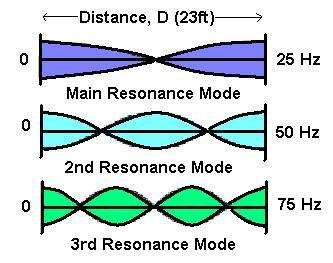 Distance, D (23ft)
0 25 Hz
Main Resonance Mode
0 50 Hz
2nd Resonance Mode
0 75 Hz
3rd Resonance Mode